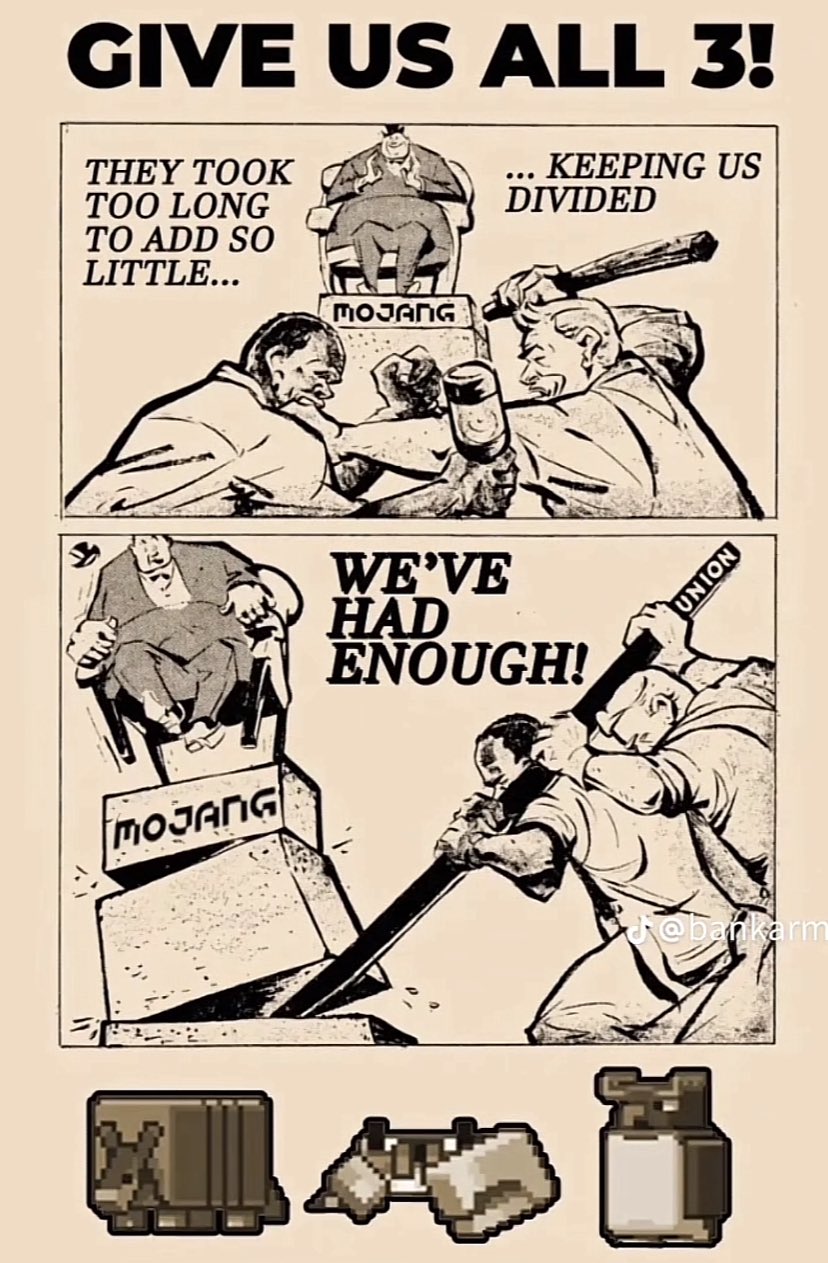 GIVE US ALL 3!
THEY TOOK
TOO LONG
TO ADD SO
LITTLE...
... KEEPING US
DIVIDED
MOJANG
WE'VE
HAD
ENOUGH!
UNION
MOJANG
@bankarm